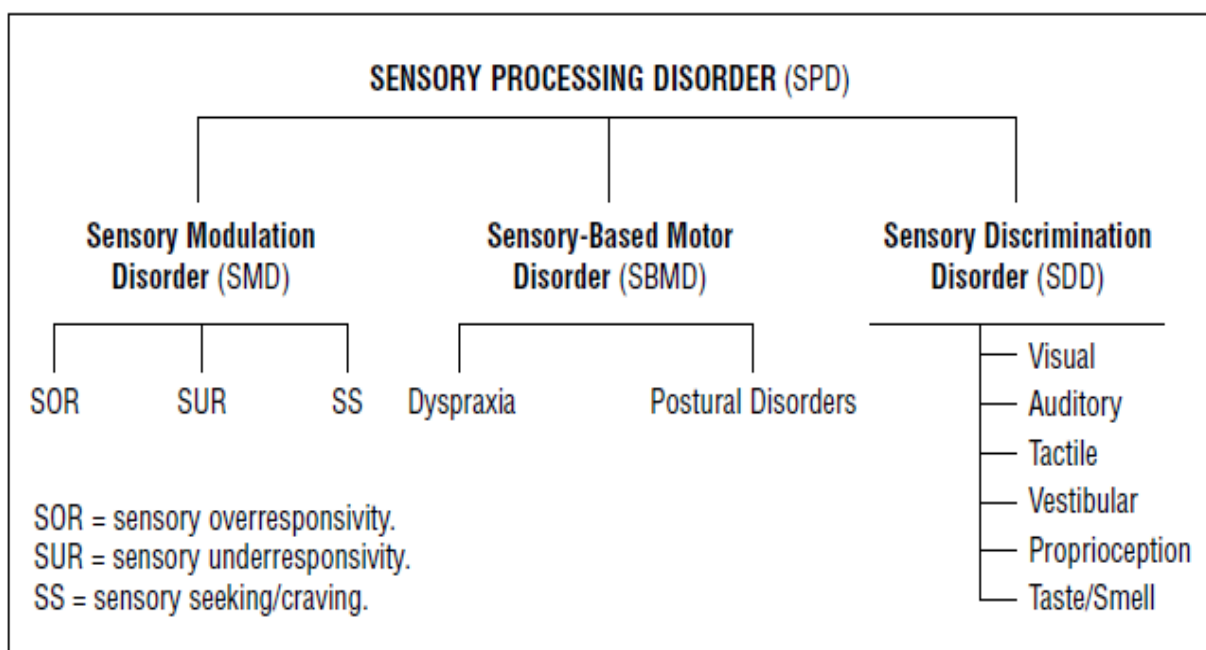 SENSORY PROCESSING DISORDER (SPD)
Sensory Modulation
Disorder (SMD)
Sensory-Based Motor
Disorder (SBMD)
Sensory Discrimination
Disorder (SDD)
SOR
SUR
SS
Dyspraxia
Postural Disorders
Visual
Auditory
Tactile
Vestibular
Proprioception
Taste/Smell
SOR = sensory overresponsivity.
SUR = sensory underresponsivity.
SS = sensory seeking/craving.